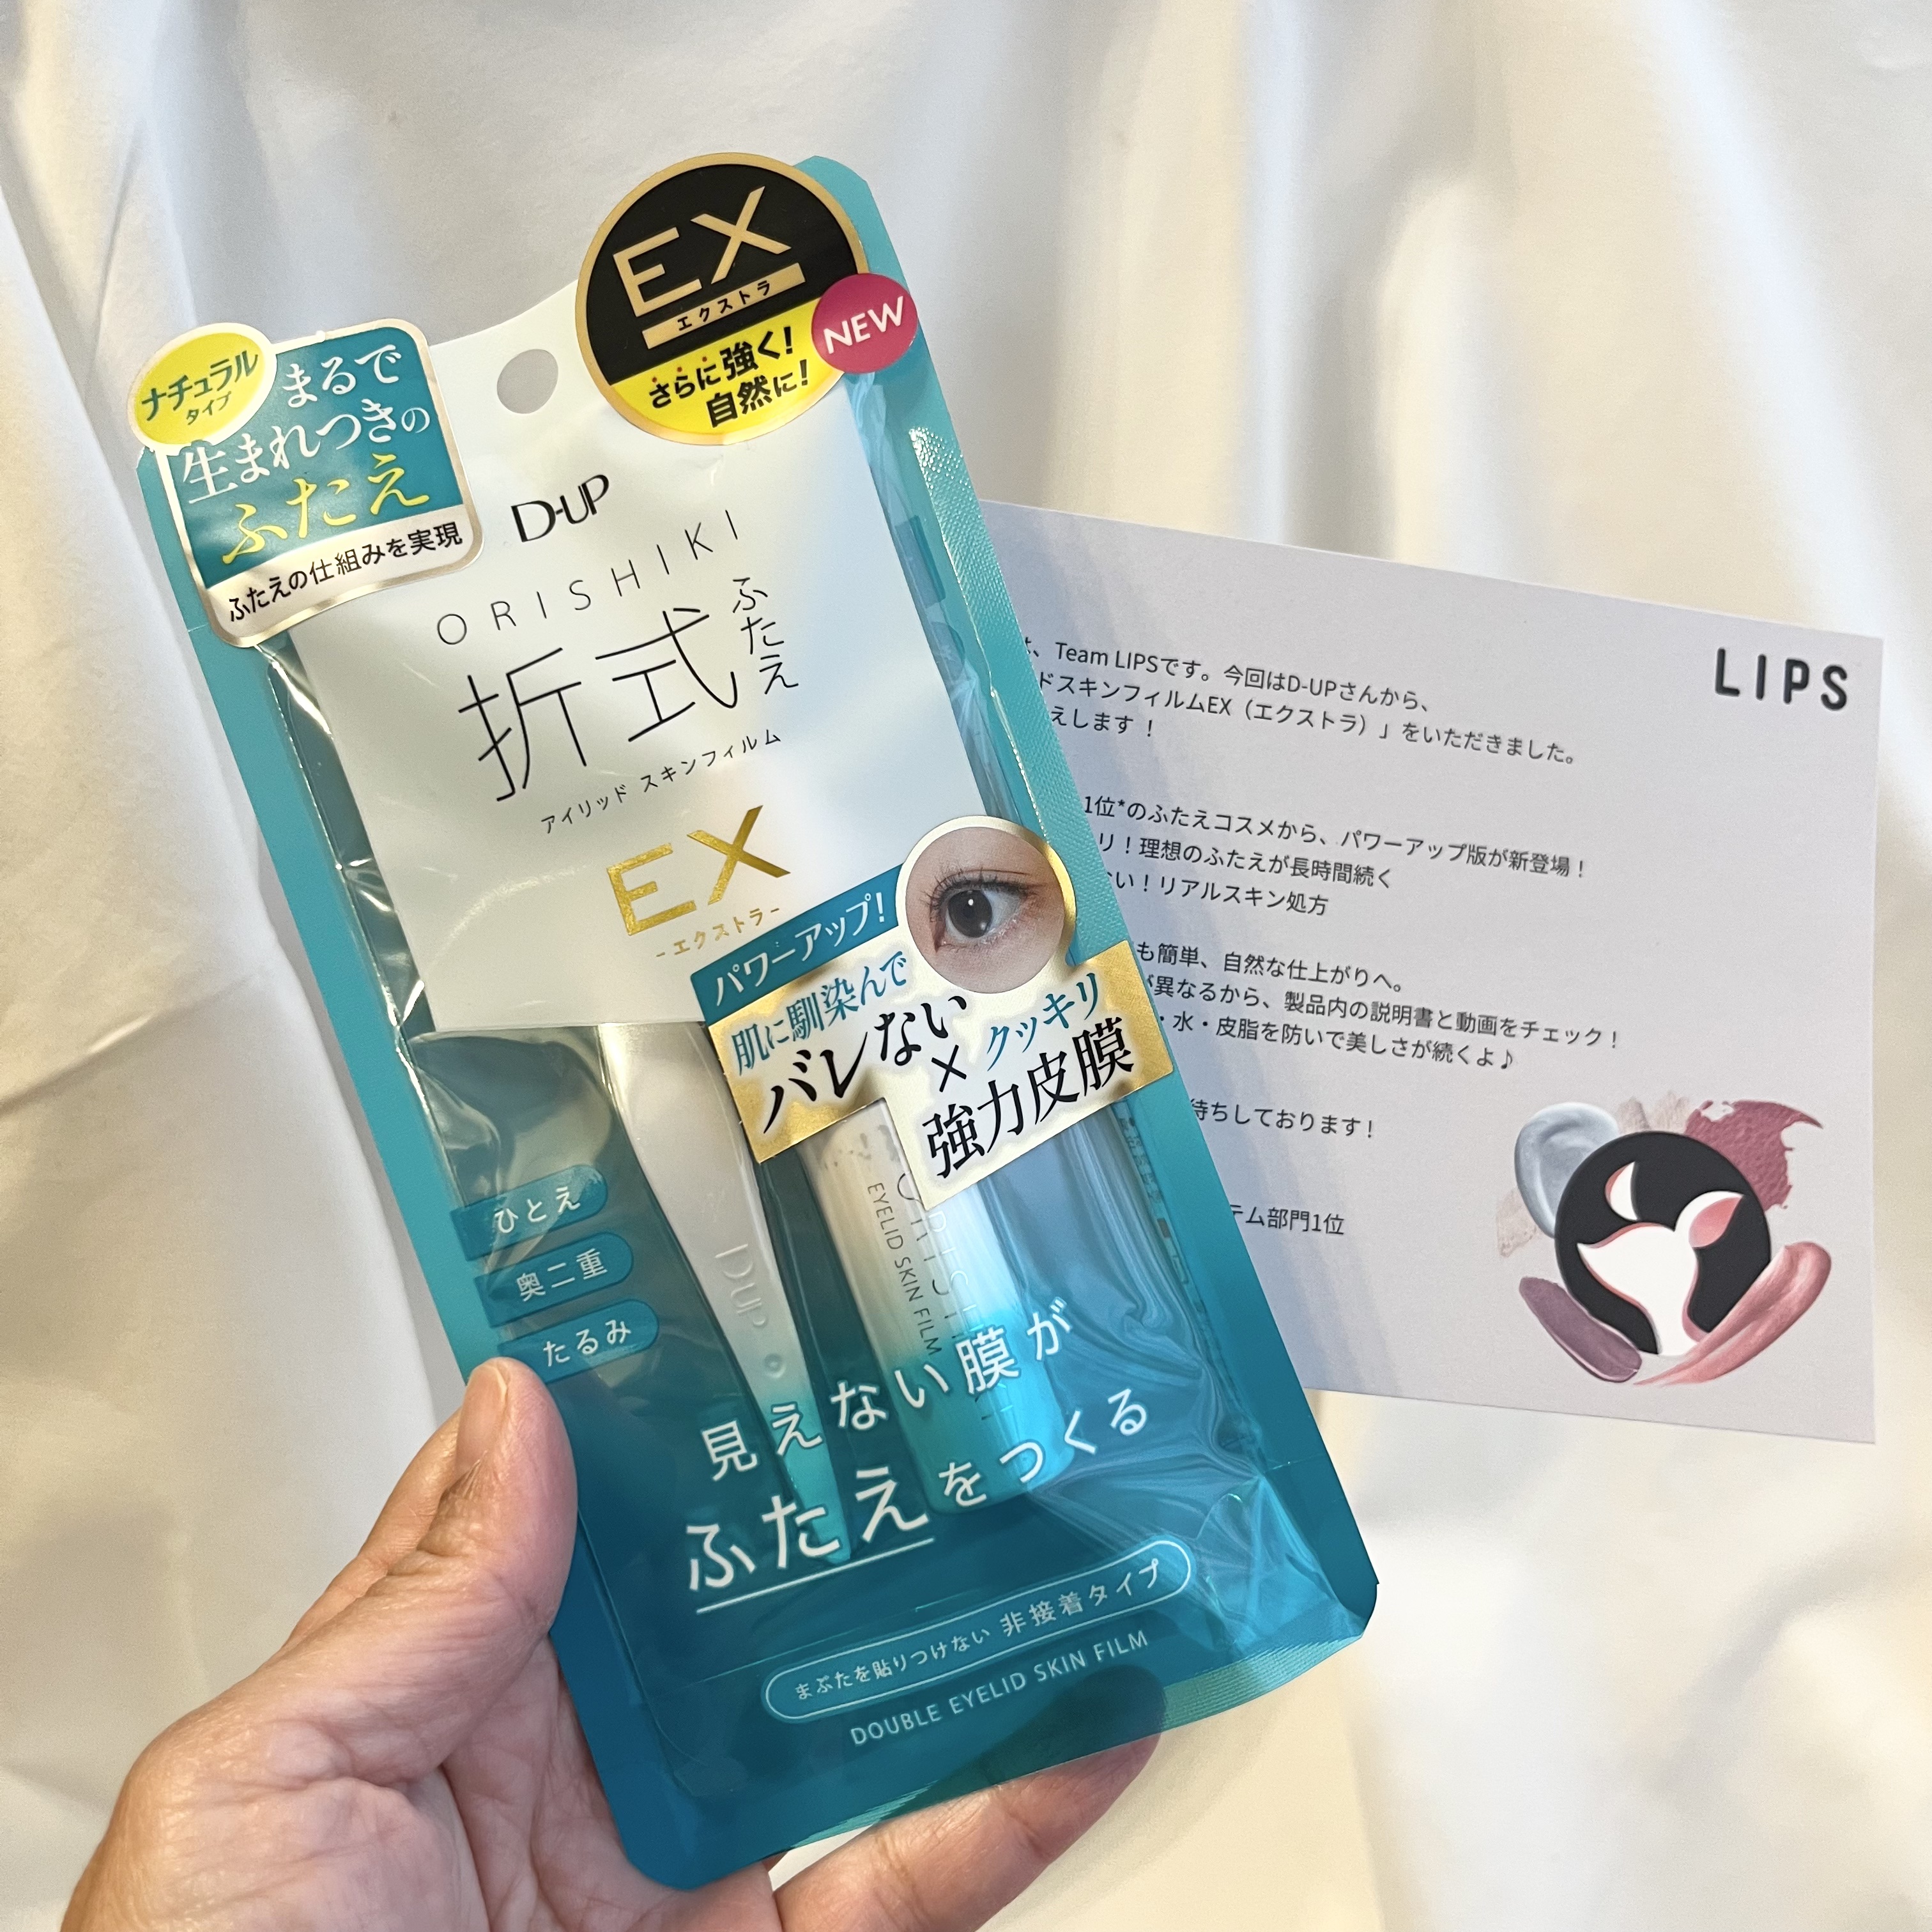 EX
エクストラ
さらに強く！
自然に！
NEW
ナチュラル
タイプ
まるで
生まれつきの
ふたえ
ふたえの仕組みを実現
D-UP
ORISHIKI
折式
ふたえ
アイリッド スキンフィルム
EX
-エクストラ-
パワーアップ！
肌に馴染んで
バレない
×
クッキリ
強力皮膜
ひとえ
奥二重
たるみ
D-UP
EYELID SKIN FILM
見えない膜が
ふたえをつくる
まぶたを貼りつけない 非接着タイプ
DOUBLE EYELID SKIN FILM
LIPS
、Team LIPSです。今回はD-UPさんから、
ドスキンフィルムEX（エクストラ）」をいただきました。
えします！
1位*のふたえコスメから、パワーアップ版が新登場！
リ！理想のふたえが長時間続く
ない！リアルスキン処方
も簡単、自然な仕上がりへ。
が異なるから、製品内の説明書と動画をチェック！
・水・皮脂を防いで美しさが続くよ♪
待ちしております！
テム部門1位